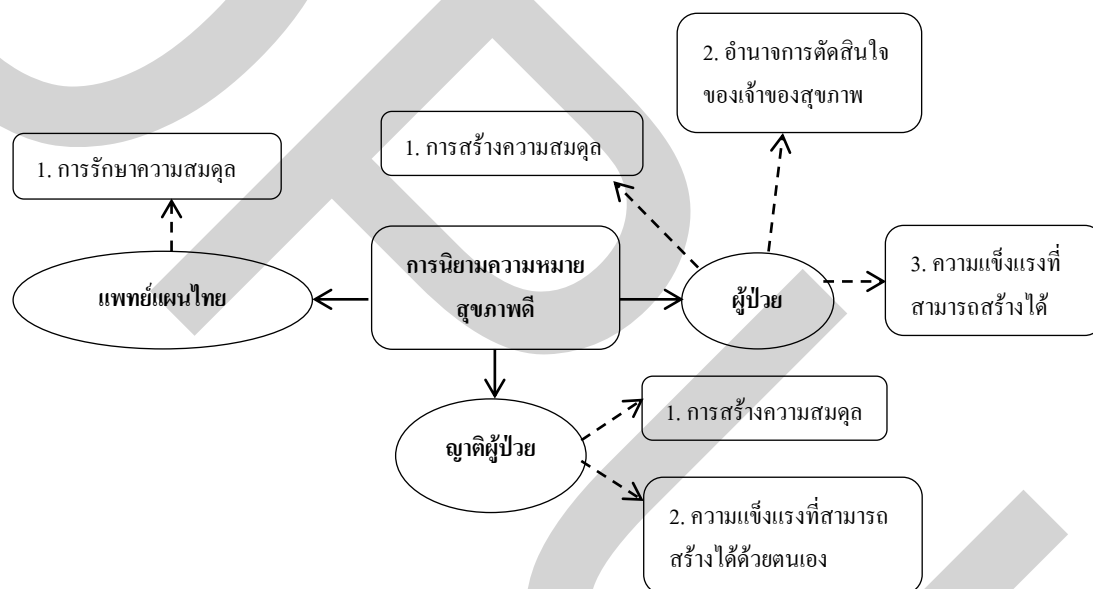 2. อำนาจการตัดสินใจ
ของเจ้าของสุขภาพ
1. การสร้างความสมดุล
1. การรักษาความสมดุล
การนิยามความหมาย
สุขภาพดี
แพทย์แผนไทย
ผู้ป่วย
3. ความแข็งแรงที่
สามารถสร้างได้
ญาติผู้ป่วย
1. การสร้างความสมดุล
2. ความแข็งแรงที่สามารถ
สร้างได้ด้วยตนเอง